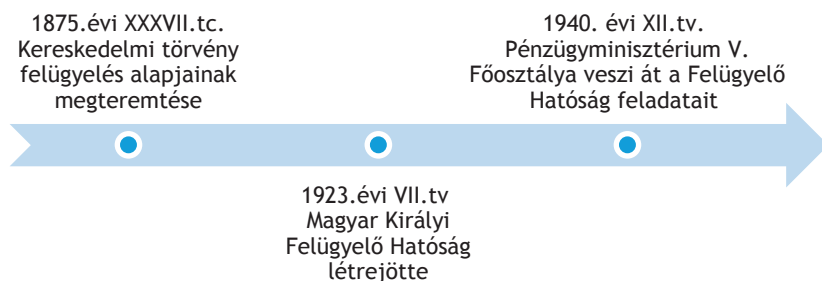 1875.évi XXXVII.tc.
Kereskedelmi törvény
felügyelés alapjainak
megteremtése
1923.évi VII.tv
Magyar Királyi
Felügyelő Hatóság
létrejötte
1940. évi XII.tv.
Pénzügyminisztérium V.
Főosztálya veszi át a Felügyelő
Hatóság feladatait